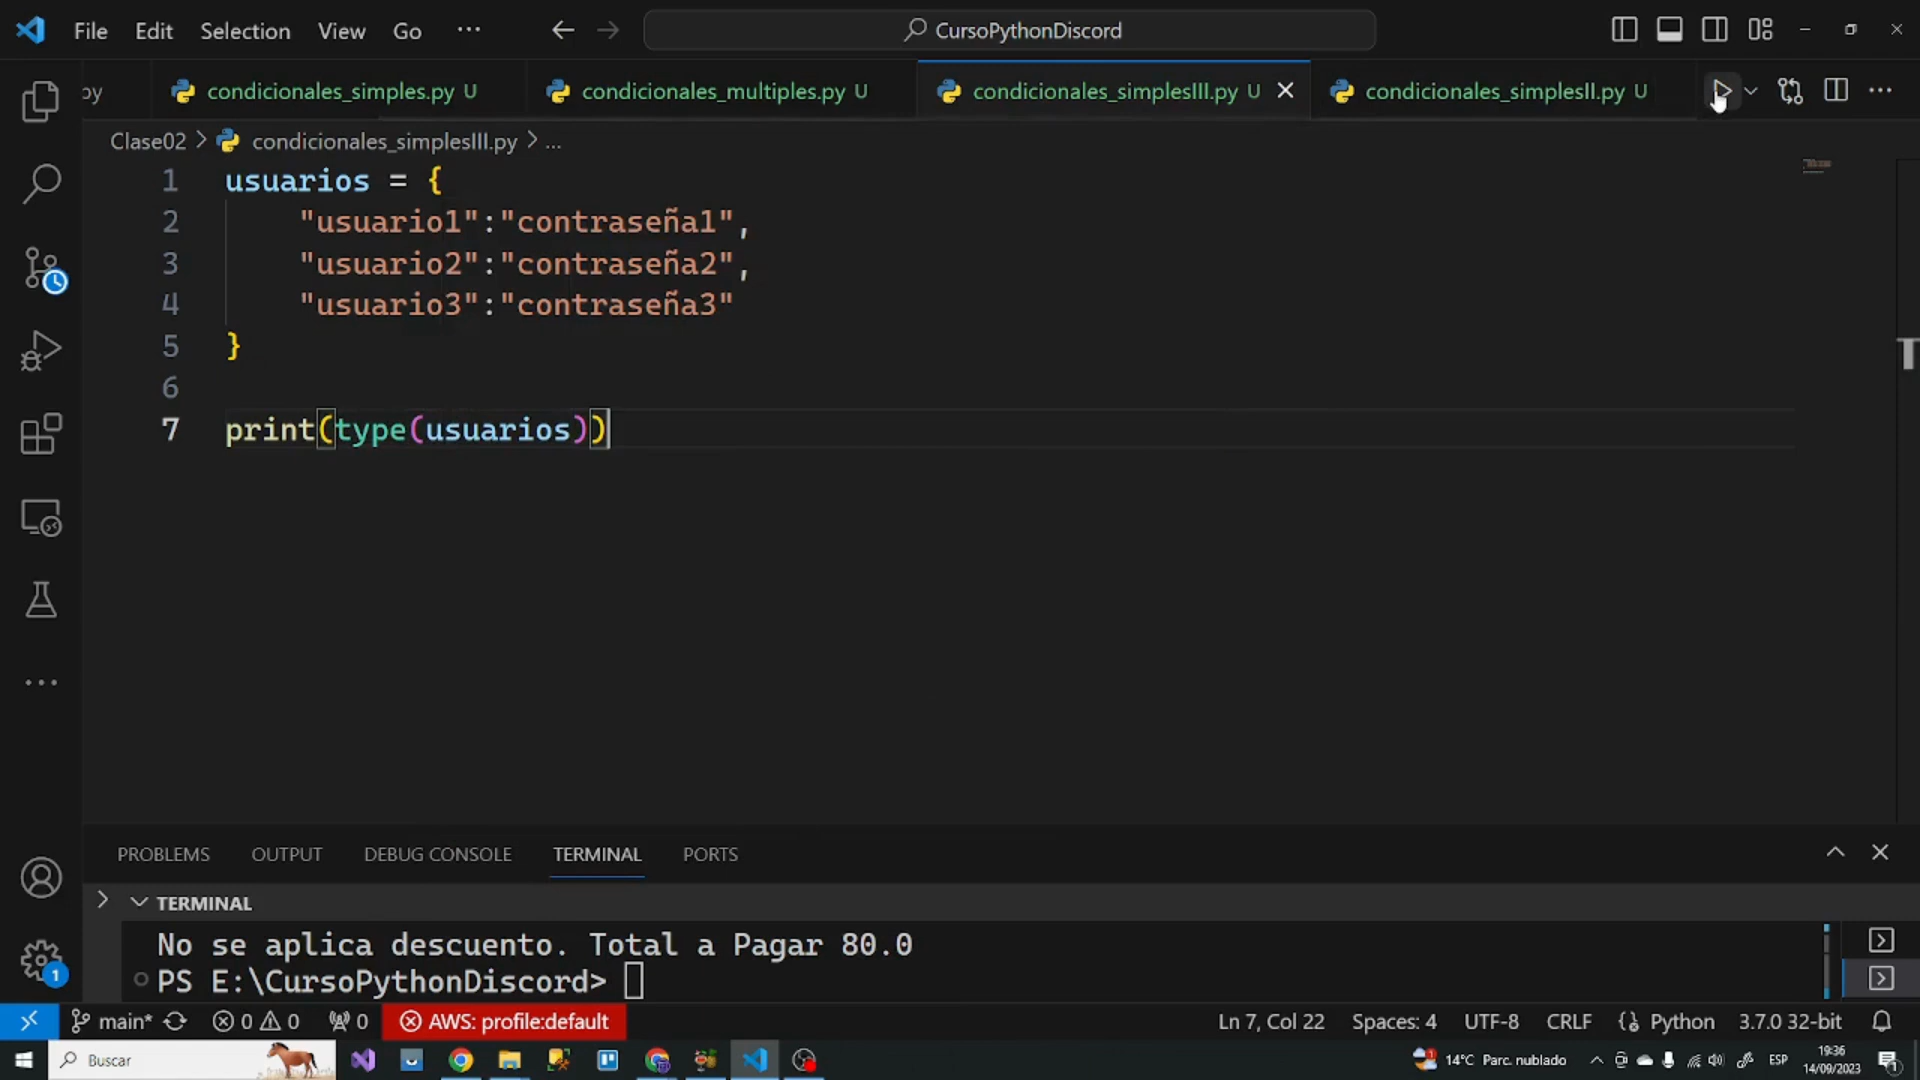 File Edit Selection View Go ... CursoPythonDiscord
py condicionales_simples.py U condicionales_multiples.py U condicionales_simplesIII.py U condicionales_simplesII.py U
Clase02 > condicionales_simplesIII.py > ...
1 usuarios = {
2 "usuario1":"contraseña1",
3 "usuario2":"contraseña2",
4 "usuario3":"contraseña3"
5 }
6
7 print(type(usuarios))
PROBLEMS OUTPUT DEBUG CONSOLE TERMINAL PORTS
TERMINAL
No se aplica descuento. Total a Pagar 80.0
PS E:\CursoPythonDiscord>
1
main* 0 0 0 AWS: profile:default Ln 7, Col 22 Spaces: 4 UTF-8 CRLF Python 3.7.0 32-bit
Buscar 14°C Parc. nublado ESP 19:36
14/09/2023